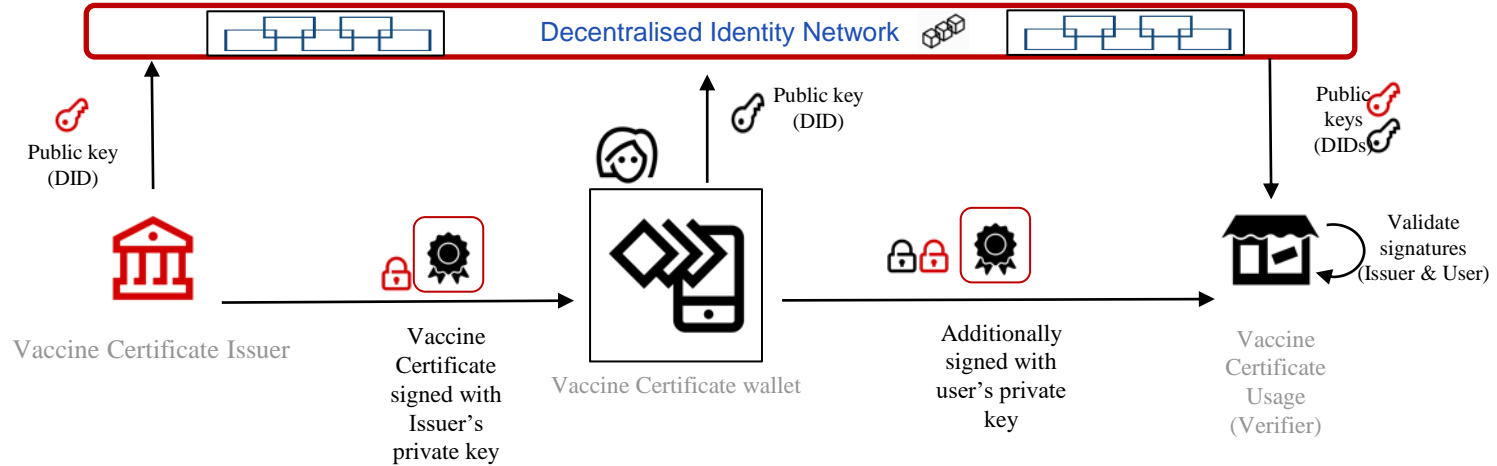 Decentralised Identity Network
Public key
(DID)
Public key
(DID)
Public
keys
(DIDs)
Validate
signatures
(Issuer & User)
Vaccine Certificate Issuer
Vaccine
Certificate
signed with
Issuer's
private key
Vaccine Certificate wallet
Additionally
signed with
user's private
key
Vaccine
Certificate
Usage
(Verifier)